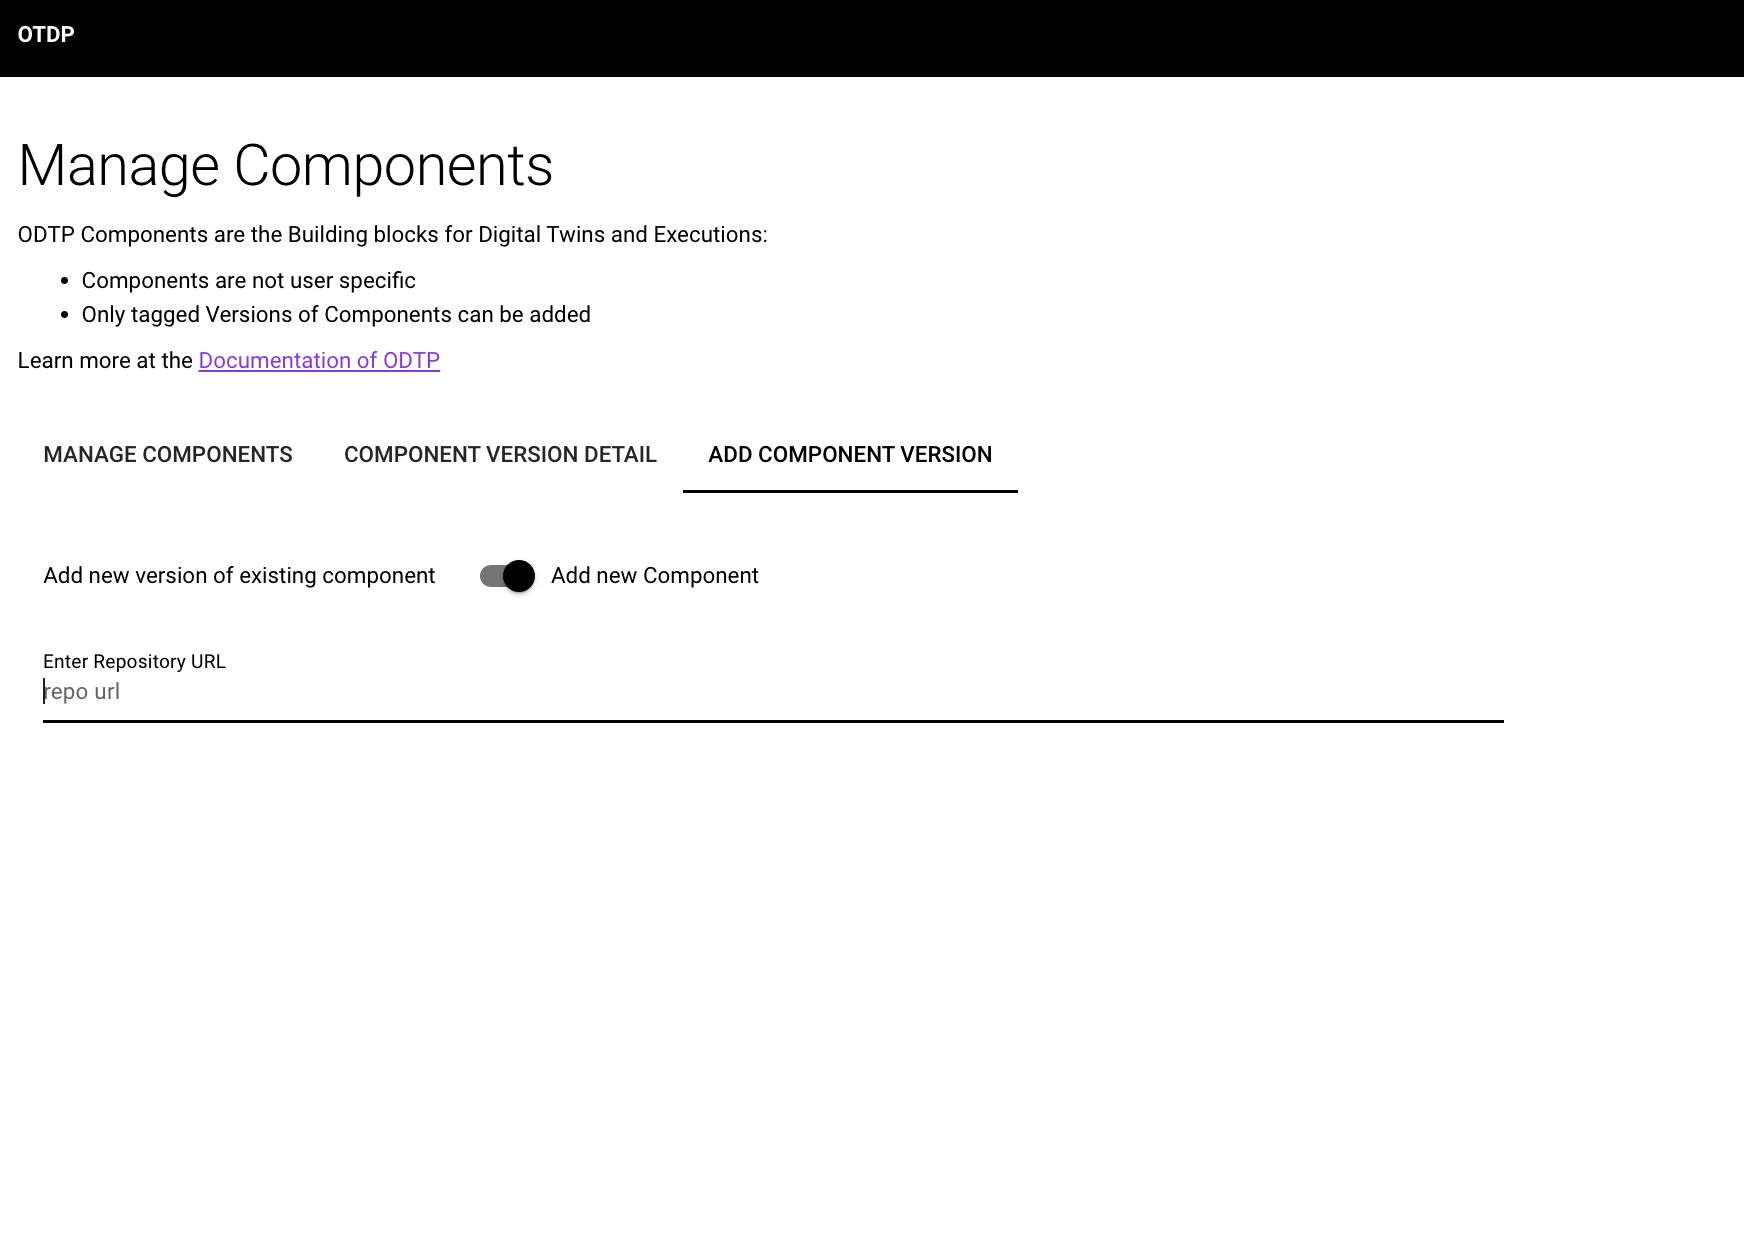 OTDP
Manage Components
ODTP Components are the Building blocks for Digital Twins and Executions:
• Components are not user specific
• Only tagged Versions of Components can be added
Learn more at the Documentation of ODTP
MANAGE COMPONENTS COMPONENT VERSION DETAIL ADD COMPONENT VERSION
Add new version of existing component Add new Component
Enter Repository URL
repo url